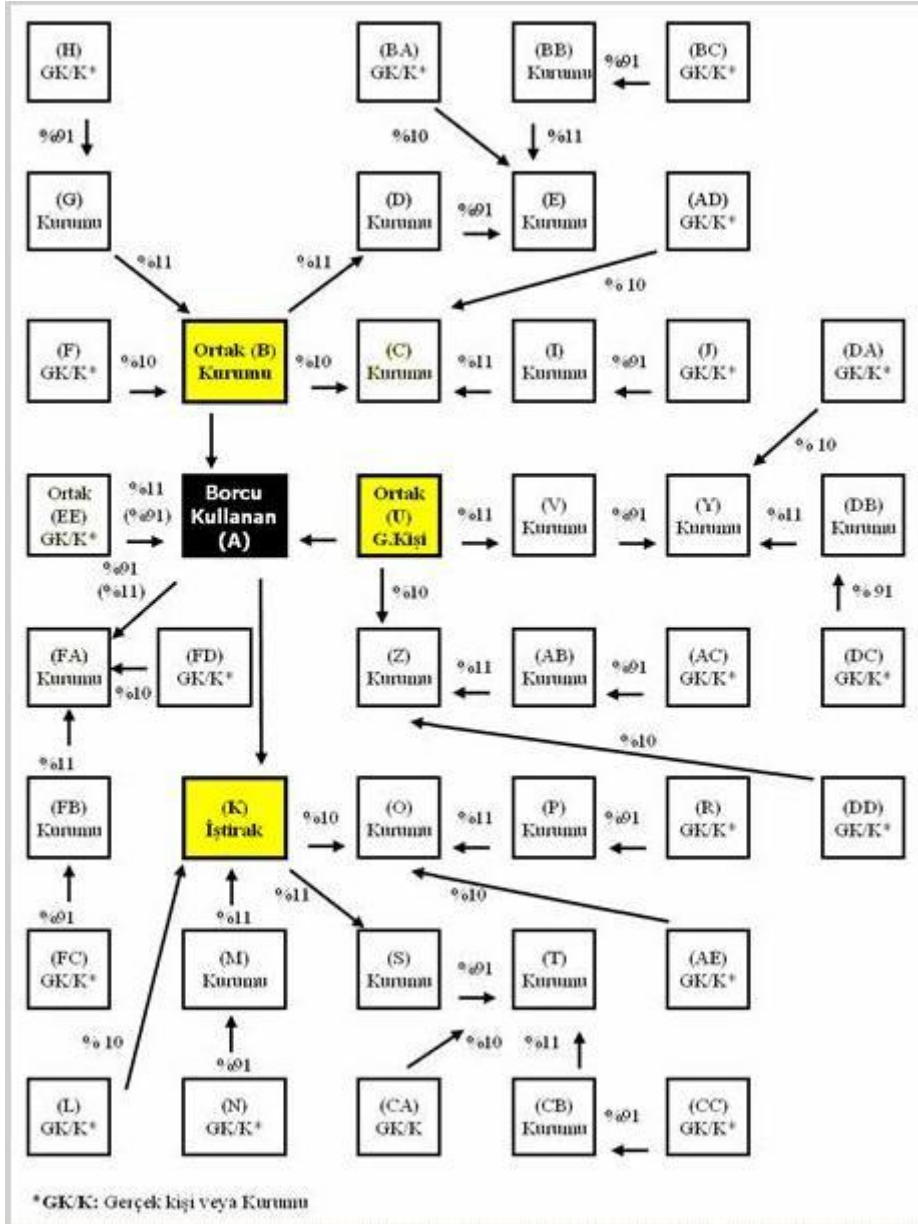 (H)
GK/K*
(BA)
GK/K*
(BB)
Kurumu
%91
(BC)
GK/K*
%91
%10
%11
(G)
Kurumu
(D)
Kurumu
%91
(E)
Kurumu
(AD)
GK/K*
%11
%11
% 10
(F)
GK/K*
%10
Ortak (B)
Kurumu
%10
(C)
Kurumu
%11
(I)
Kurumu
%91
(J)
GK/K*
(DA)
GK/K*
% 10
Ortak
(EE)
GK/K*
%11
(%91)
Borcu
Kullanan
(A)
Ortak
(U)
G.Kişi
%11
(V)
Kurumu
%91
(Y)
Kurumu
%11
(DB)
Kurumu
%91
(%11)
%10
% 91
(FA)
Kurumu
%10
(FD)
GK/K*
(Z)
Kurumu
%11
(AB)
Kurumu
%91
(AC)
GK/K*
(DC)
GK/K*
%11
%10
(FB)
Kurumu
(K)
İştirak
%10
(O)
Kurumu
%11
(P)
Kurumu
%91
(R)
GK/K*
(DD)
GK/K*
%91
%11
%11
%10
(FC)
GK/K*
(M)
Kurumu
(S)
Kurumu
%91
(T)
Kurumu
(AE)
GK/K*
% 10
%91
%10
%11
(L)
GK/K*
(N)
GK/K*
(CA)
GK/K
(CB)
Kurumu
%91
(CC)
GK/K*
*GK/K: Gerçek kişi veya Kurumu